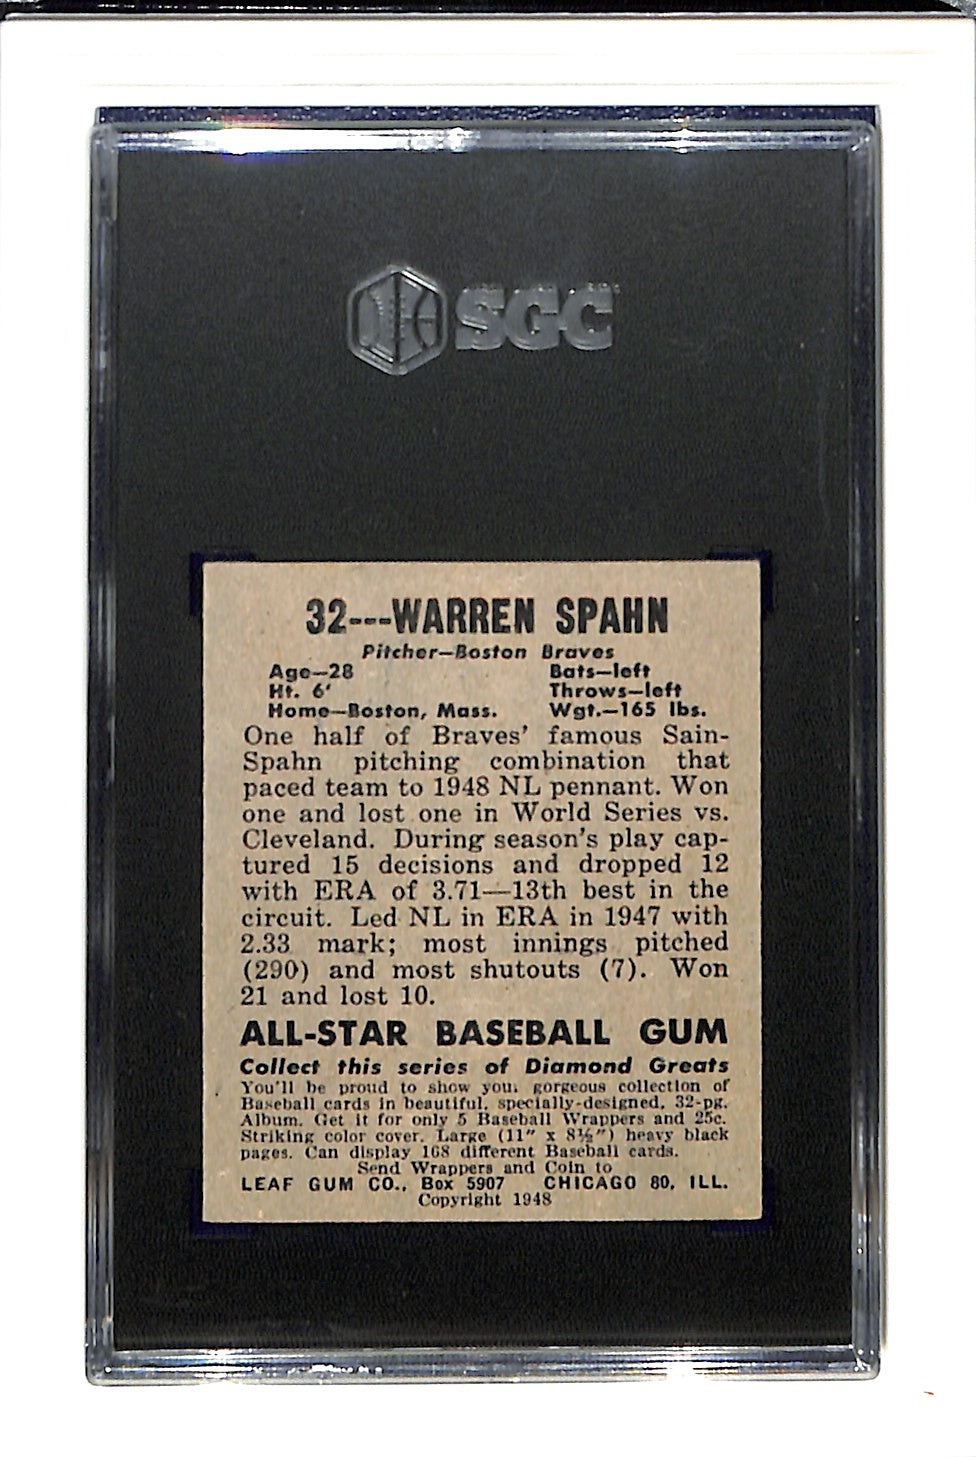 SGC
32---WARREN SPAHN
Pitcher—Boston Braves
Age—28 Bats—left
Ht. 6' Throws—left
Home—Boston, Mass. Wgt.—165 lbs.
One half of Braves' famous Sain-
Spahn pitching combination that
paced team to 1948 NL pennant. Won
one and lost one in World Series vs.
Cleveland. During season's play cap-
tured 15 decisions and dropped 12
with ERA of 3.71—13th best in the
circuit. Led NL in ERA in 1947 with
2.33 mark; most innings pitched
(290) and most shutouts (7). Won
21 and lost 10.
ALL-STAR BASEBALL GUM
Collect this series of Diamond Greats
You'll be proud to show your gorgeous collection of
Baseball cards in beautiful, specially-designed, 32-pg.
Album. Get it for only 5 Baseball Wrappers and 25c.
Striking color cover. Large (11" x 8½") heavy black
pages. Can display 168 different Baseball cards.
Send Wrappers and Coin to
LEAF GUM CO., Box 5907 CHICAGO 80, ILL.
Copyright 1948